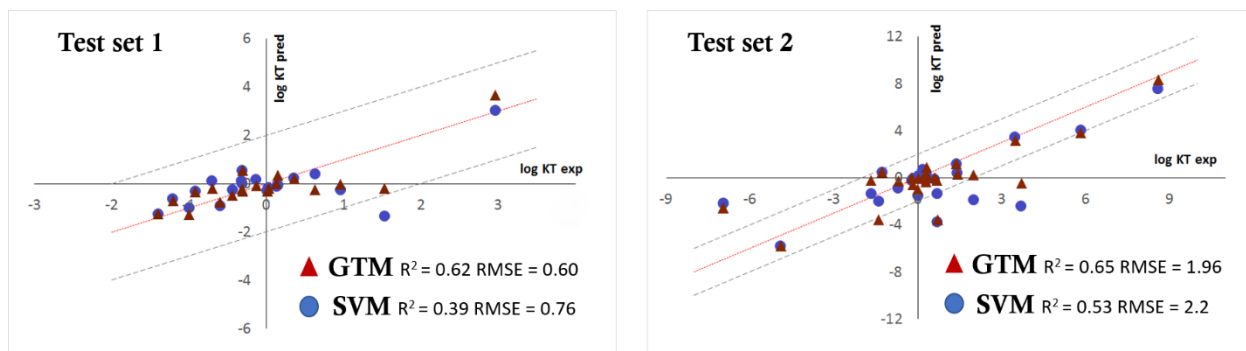 Test set 1
log KT pred
6
4
2
0
-2
-4
-6
-3
-2
-1
0
1
2
3
4
log KT exp
GTM R² = 0.62 RMSE = 0.60
SVM R² = 0.39 RMSE = 0.76
Test set 2
log KT pred
12
8
4
0
-4
-8
-12
-9
-6
-3
0
3
6
9
log KT exp
GTM R² = 0.65 RMSE = 1.96
SVM R² = 0.53 RMSE = 2.2